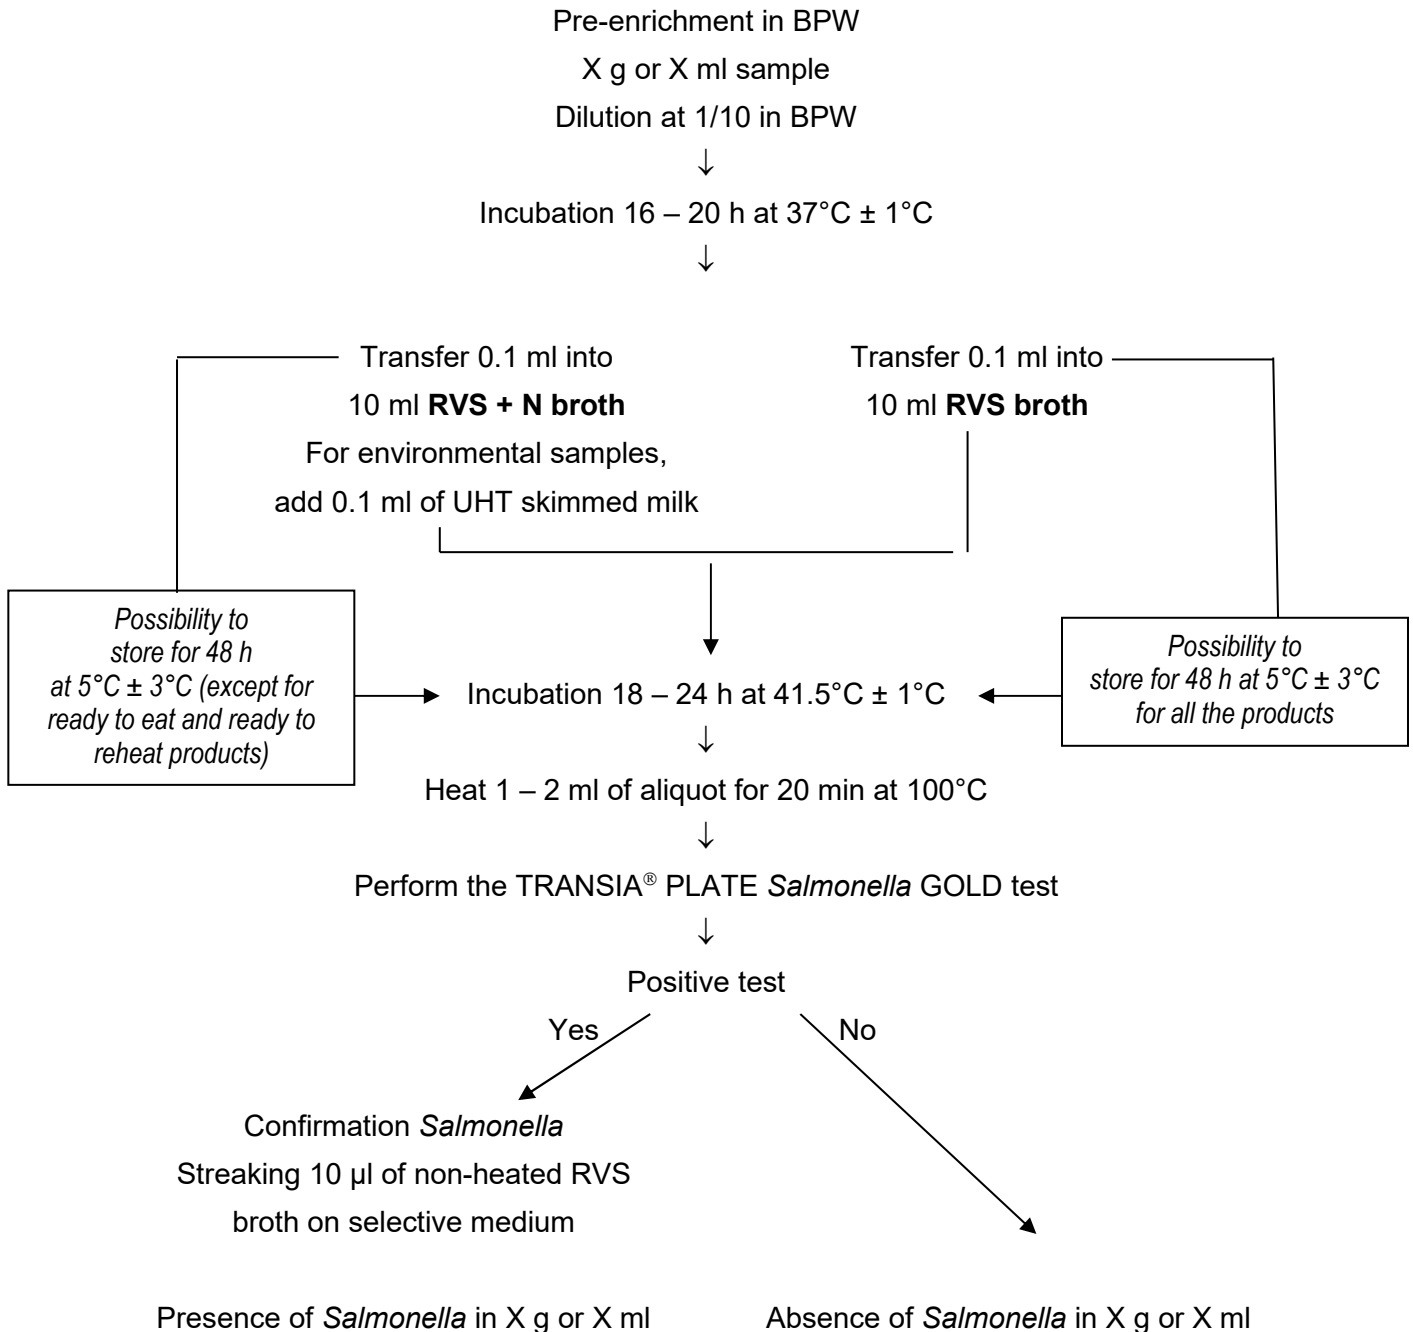 Pre-enrichment in BPW
X g or X ml sample
Dilution at 1/10 in BPW
↓
Incubation 16 – 20 h at 37°C ± 1°C
↓
Transfer 0.1 ml into
10 ml RVS + N broth
For environmental samples,
add 0.1 ml of UHT skimmed milk
Transfer 0.1 ml into
10 ml RVS broth
Possibility to
store for 48 h
at 5°C ± 3°C (except for
ready to eat and ready to
reheat products)
Possibility to
store for 48 h at 5°C ± 3°C
for all the products
Incubation 18 – 24 h at 41.5°C ± 1°C
↓
Heat 1 – 2 ml of aliquot for 20 min at 100°C
↓
Perform the TRANSIA® PLATE Salmonella GOLD test
↓
Positive test
Yes
No
Confirmation Salmonella
Streaking 10 µl of non-heated RVS
broth on selective medium
Presence of Salmonella in X g or X ml
Absence of Salmonella in X g or X ml